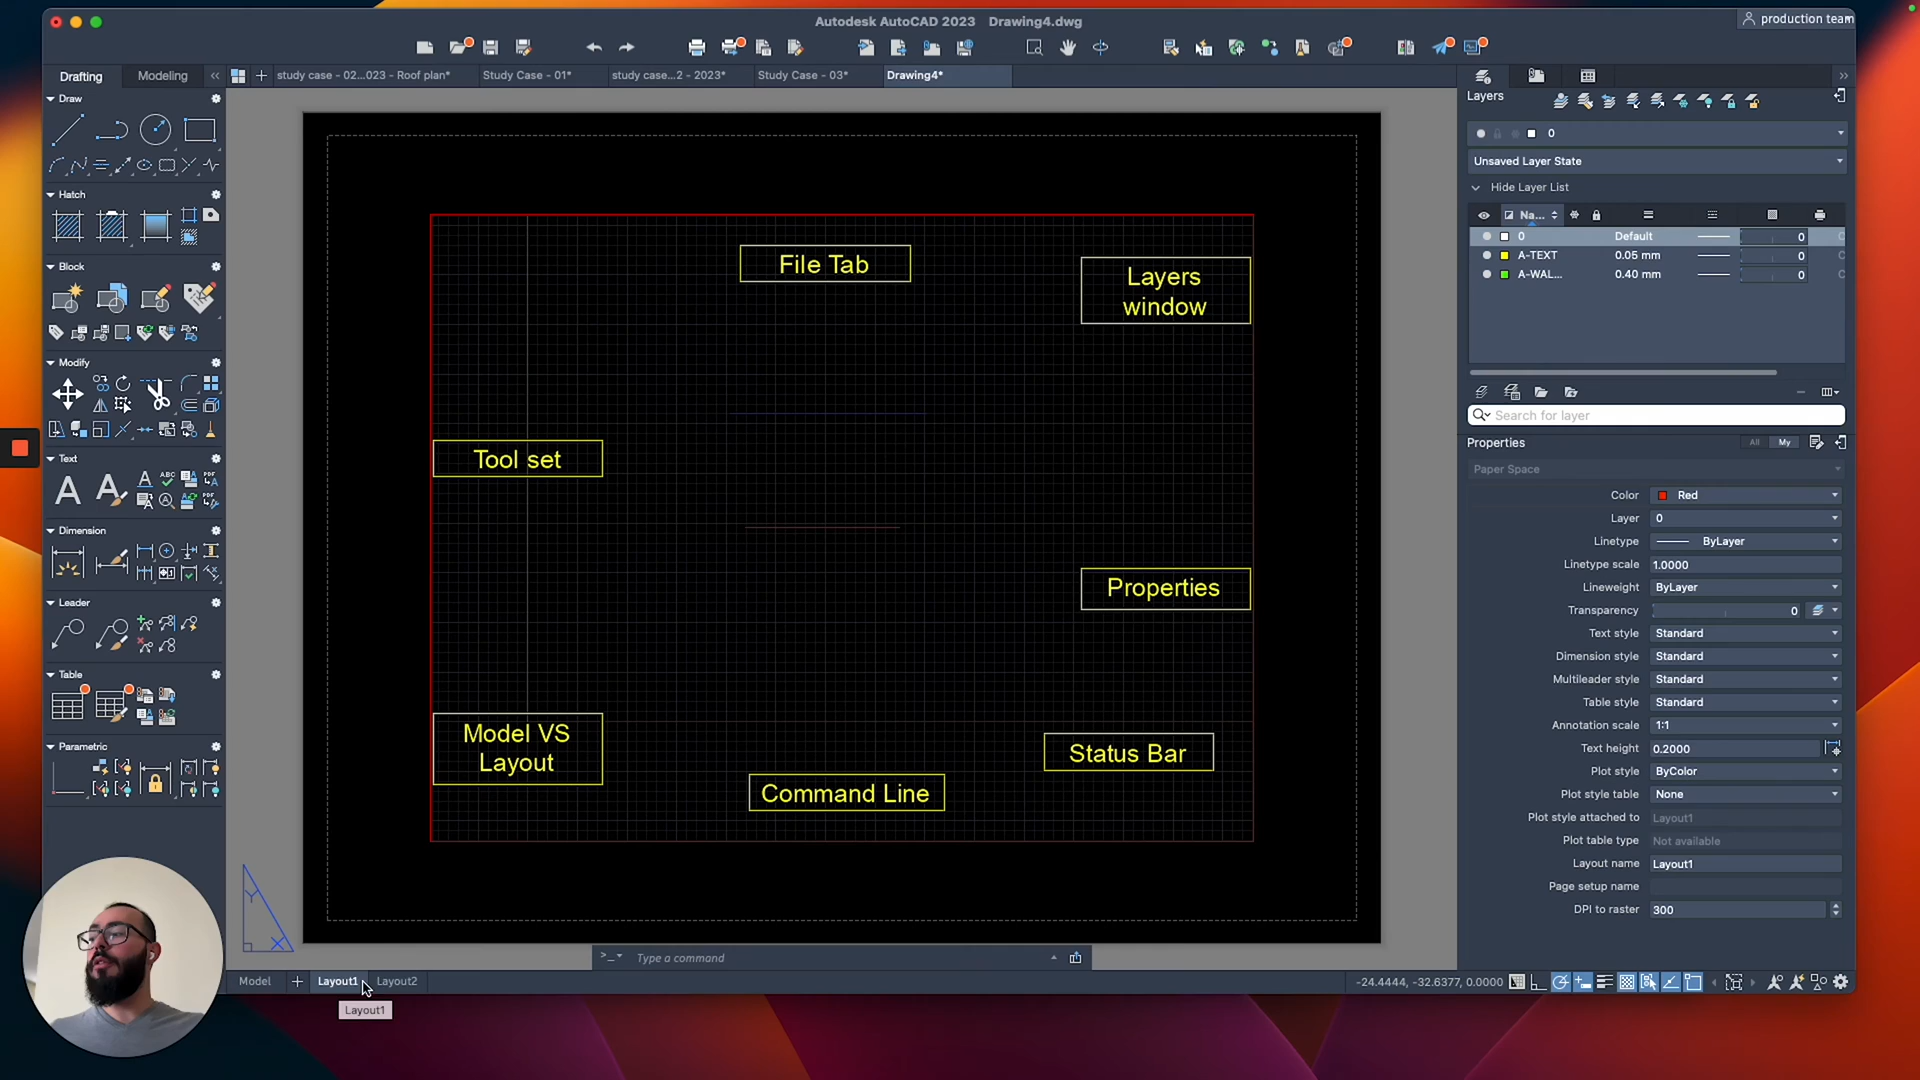 Autodesk AutoCAD 2023 Drawing4.dwg
production team
Drafting
Modeling
study case - 02...023 - Roof plan*
Study Case - 01*
study case...2 - 2023*
Study Case - 03*
Drawing4*
Draw
Hatch
Block
Modify
Text
Dimension
Leader
Table
Parametric
File Tab
Layers
window
Tool set
Properties
Model VS
Layout
Status Bar
Command Line
Type a command
Model
Layout1
Layout2
Layout1
-24.4444, -32.6377, 0.0000
Layers
0
Unsaved Layer State
Hide Layer List
Na...
0 Default 0
A-TEXT 0.05 mm 0
A-WAL... 0.40 mm 0
Search for layer
Properties
All My
Paper Space
Color Red
Layer 0
Linetype ByLayer
Linetype scale 1.0000
Lineweight ByLayer
Transparency 0
Text style Standard
Dimension style Standard
Multileader style Standard
Table style Standard
Annotation scale 1:1
Text height 0.2000
Plot style ByColor
Plot style table None
Plot style attached to Layout1
Plot table type Not available
Layout name Layout1
Page setup name
DPI to raster 300